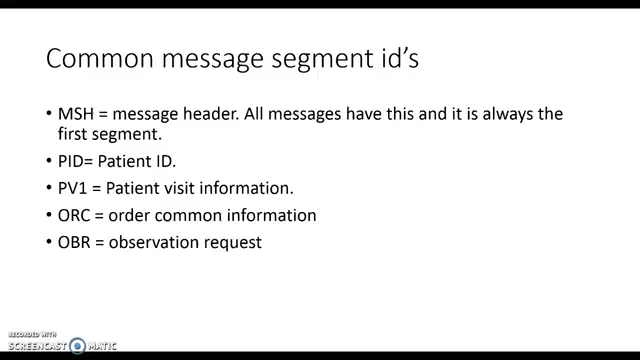 Common message segment id's
• MSH = message header. All messages have this and it is always the
first segment.
• PID= Patient ID.
• PV1 = Patient visit information.
• ORC = order common information
• OBR = observation request
RECORDED WITH
SCREENCAST MATIC